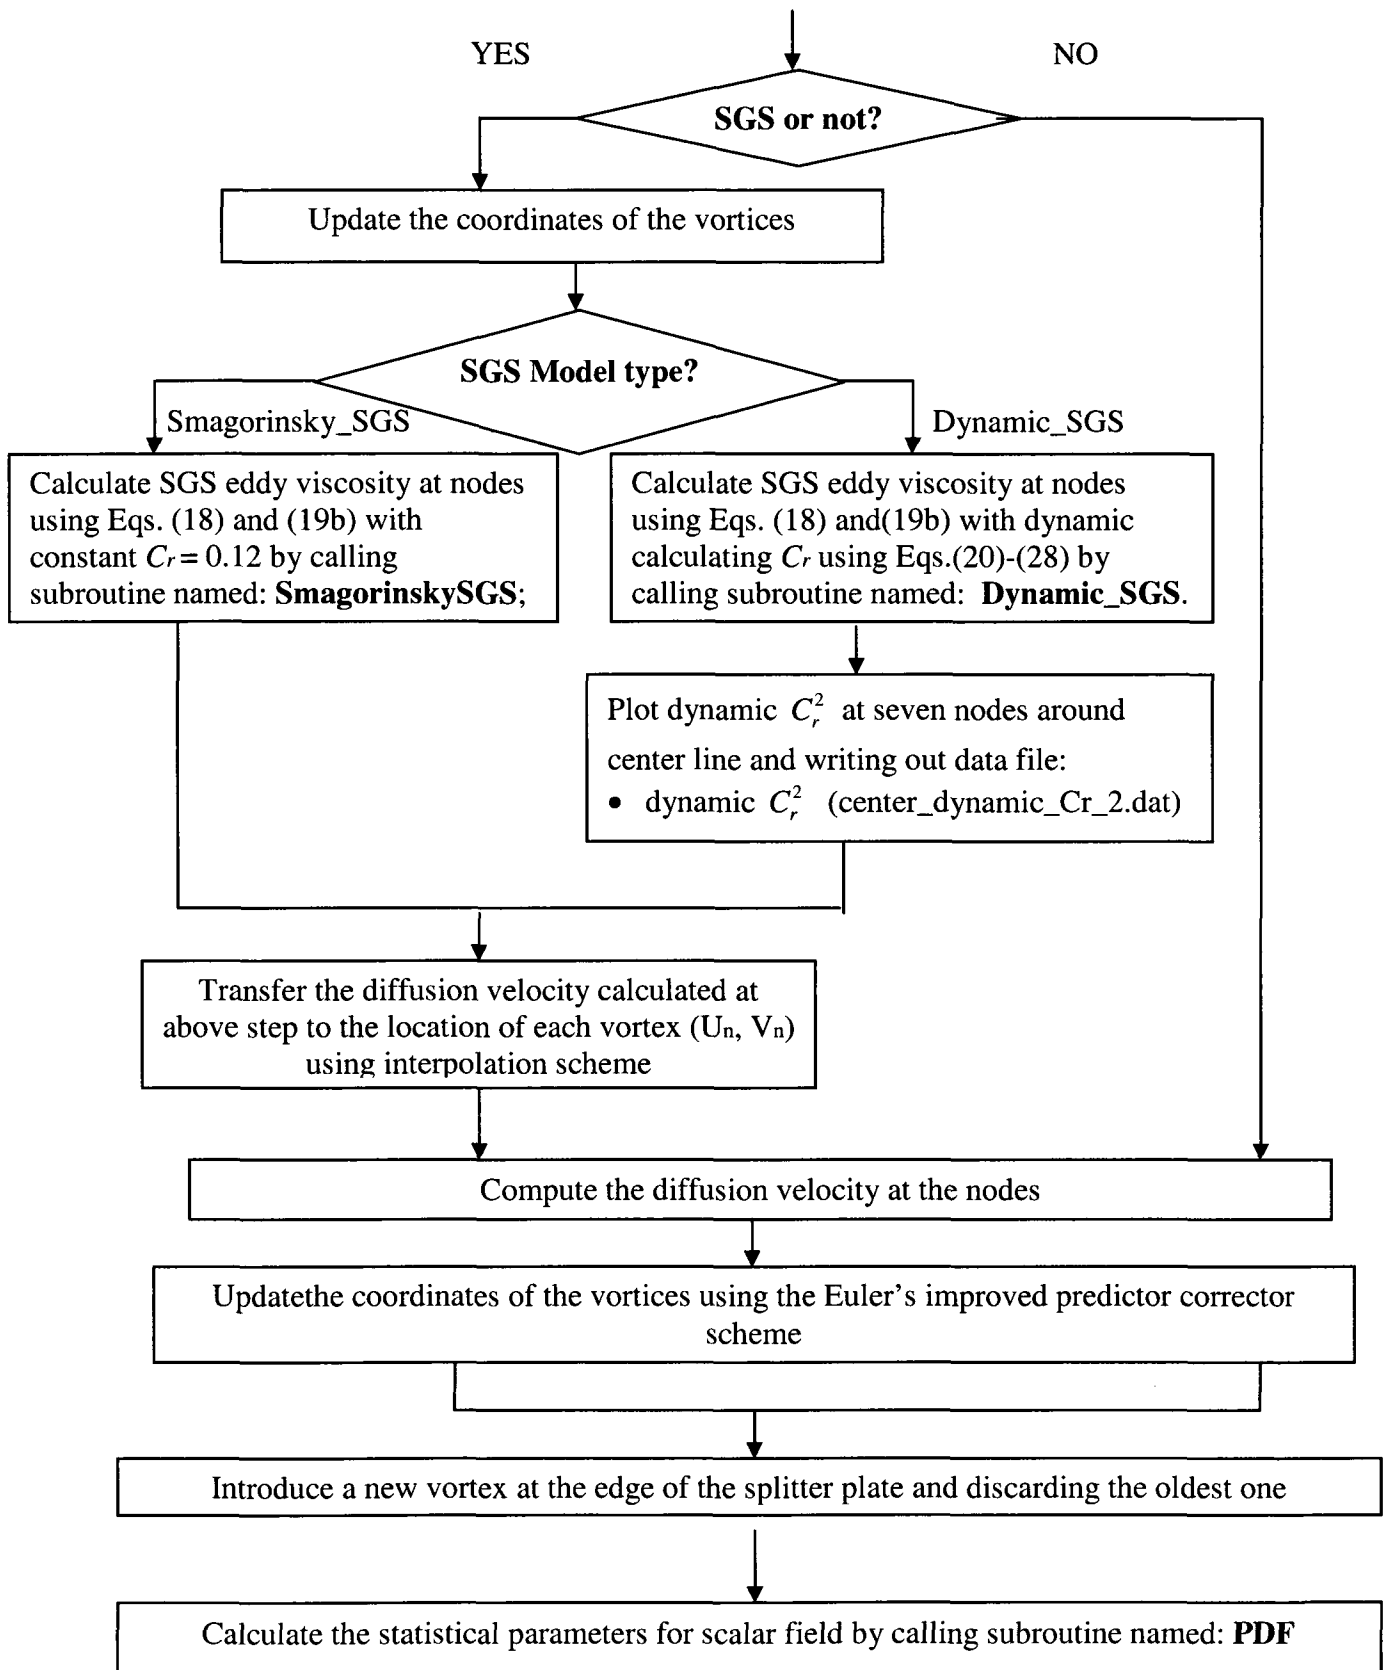 YES
NO
SGS or not?
Update the coordinates of the vortices
SGS Model type?
Smagorinsky_SGS
Dynamic_SGS
Calculate SGS eddy viscosity at nodes
using Eqs. (18) and (19b) with
constant Cr = 0.12 by calling
subroutine named: SmagorinskySGS;
Calculate SGS eddy viscosity at nodes
using Eqs. (18) and(19b) with dynamic
calculating Cr using Eqs.(20)-(28) by
calling subroutine named: Dynamic_SGS.
Plot dynamic C_r^2 at seven nodes around
center line and writing out data file:
• dynamic C_r^2 (center_dynamic_Cr_2.dat)
Transfer the diffusion velocity calculated at
above step to the location of each vortex (Un, Vn)
using interpolation scheme
Compute the diffusion velocity at the nodes
Updatethe coordinates of the vortices using the Euler's improved predictor corrector
scheme
Introduce a new vortex at the edge of the splitter plate and discarding the oldest one
Calculate the statistical parameters for scalar field by calling subroutine named: PDF